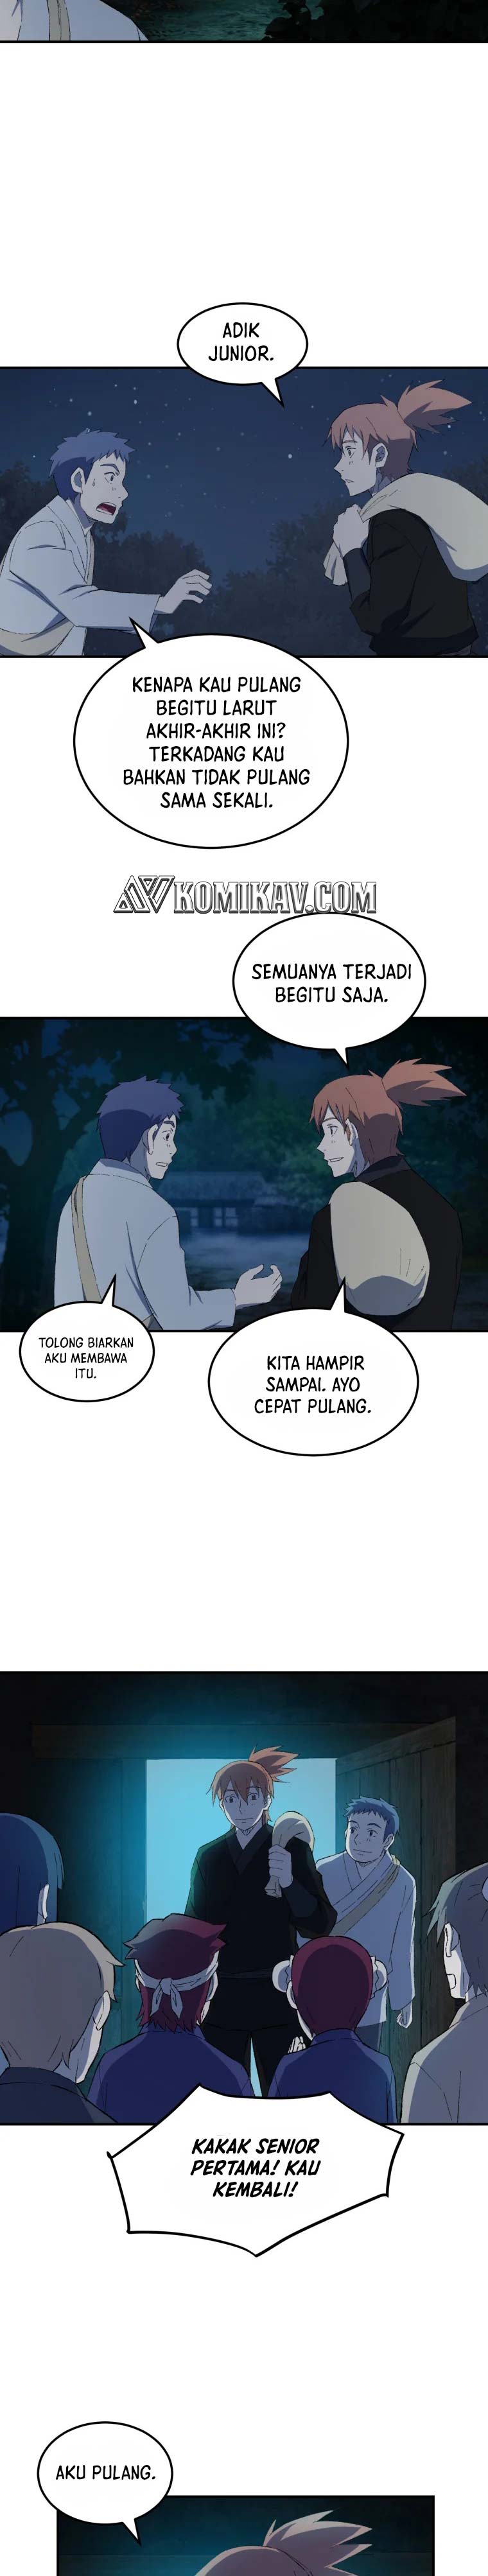 ADIK
JUNIOR.
KENAPA KAU PULANG
BEGITU LARUT
AKHIR-AKHIR INI?
TERKADANG KAU
BAHKAN TIDAK PULANG
SAMA SEKALI.
KOMIKAV.COM
SEMUANYA TERJADI
BEGITU SAJA.
TOLONG BIARKAN
AKU MEMBAWA
ITU.
KITA HAMPIR
SAMPAI. AYO
CEPAT PULANG.
KAKAK SENIOR
PERTAMA! KAU
KEMBALI!
AKU PULANG.